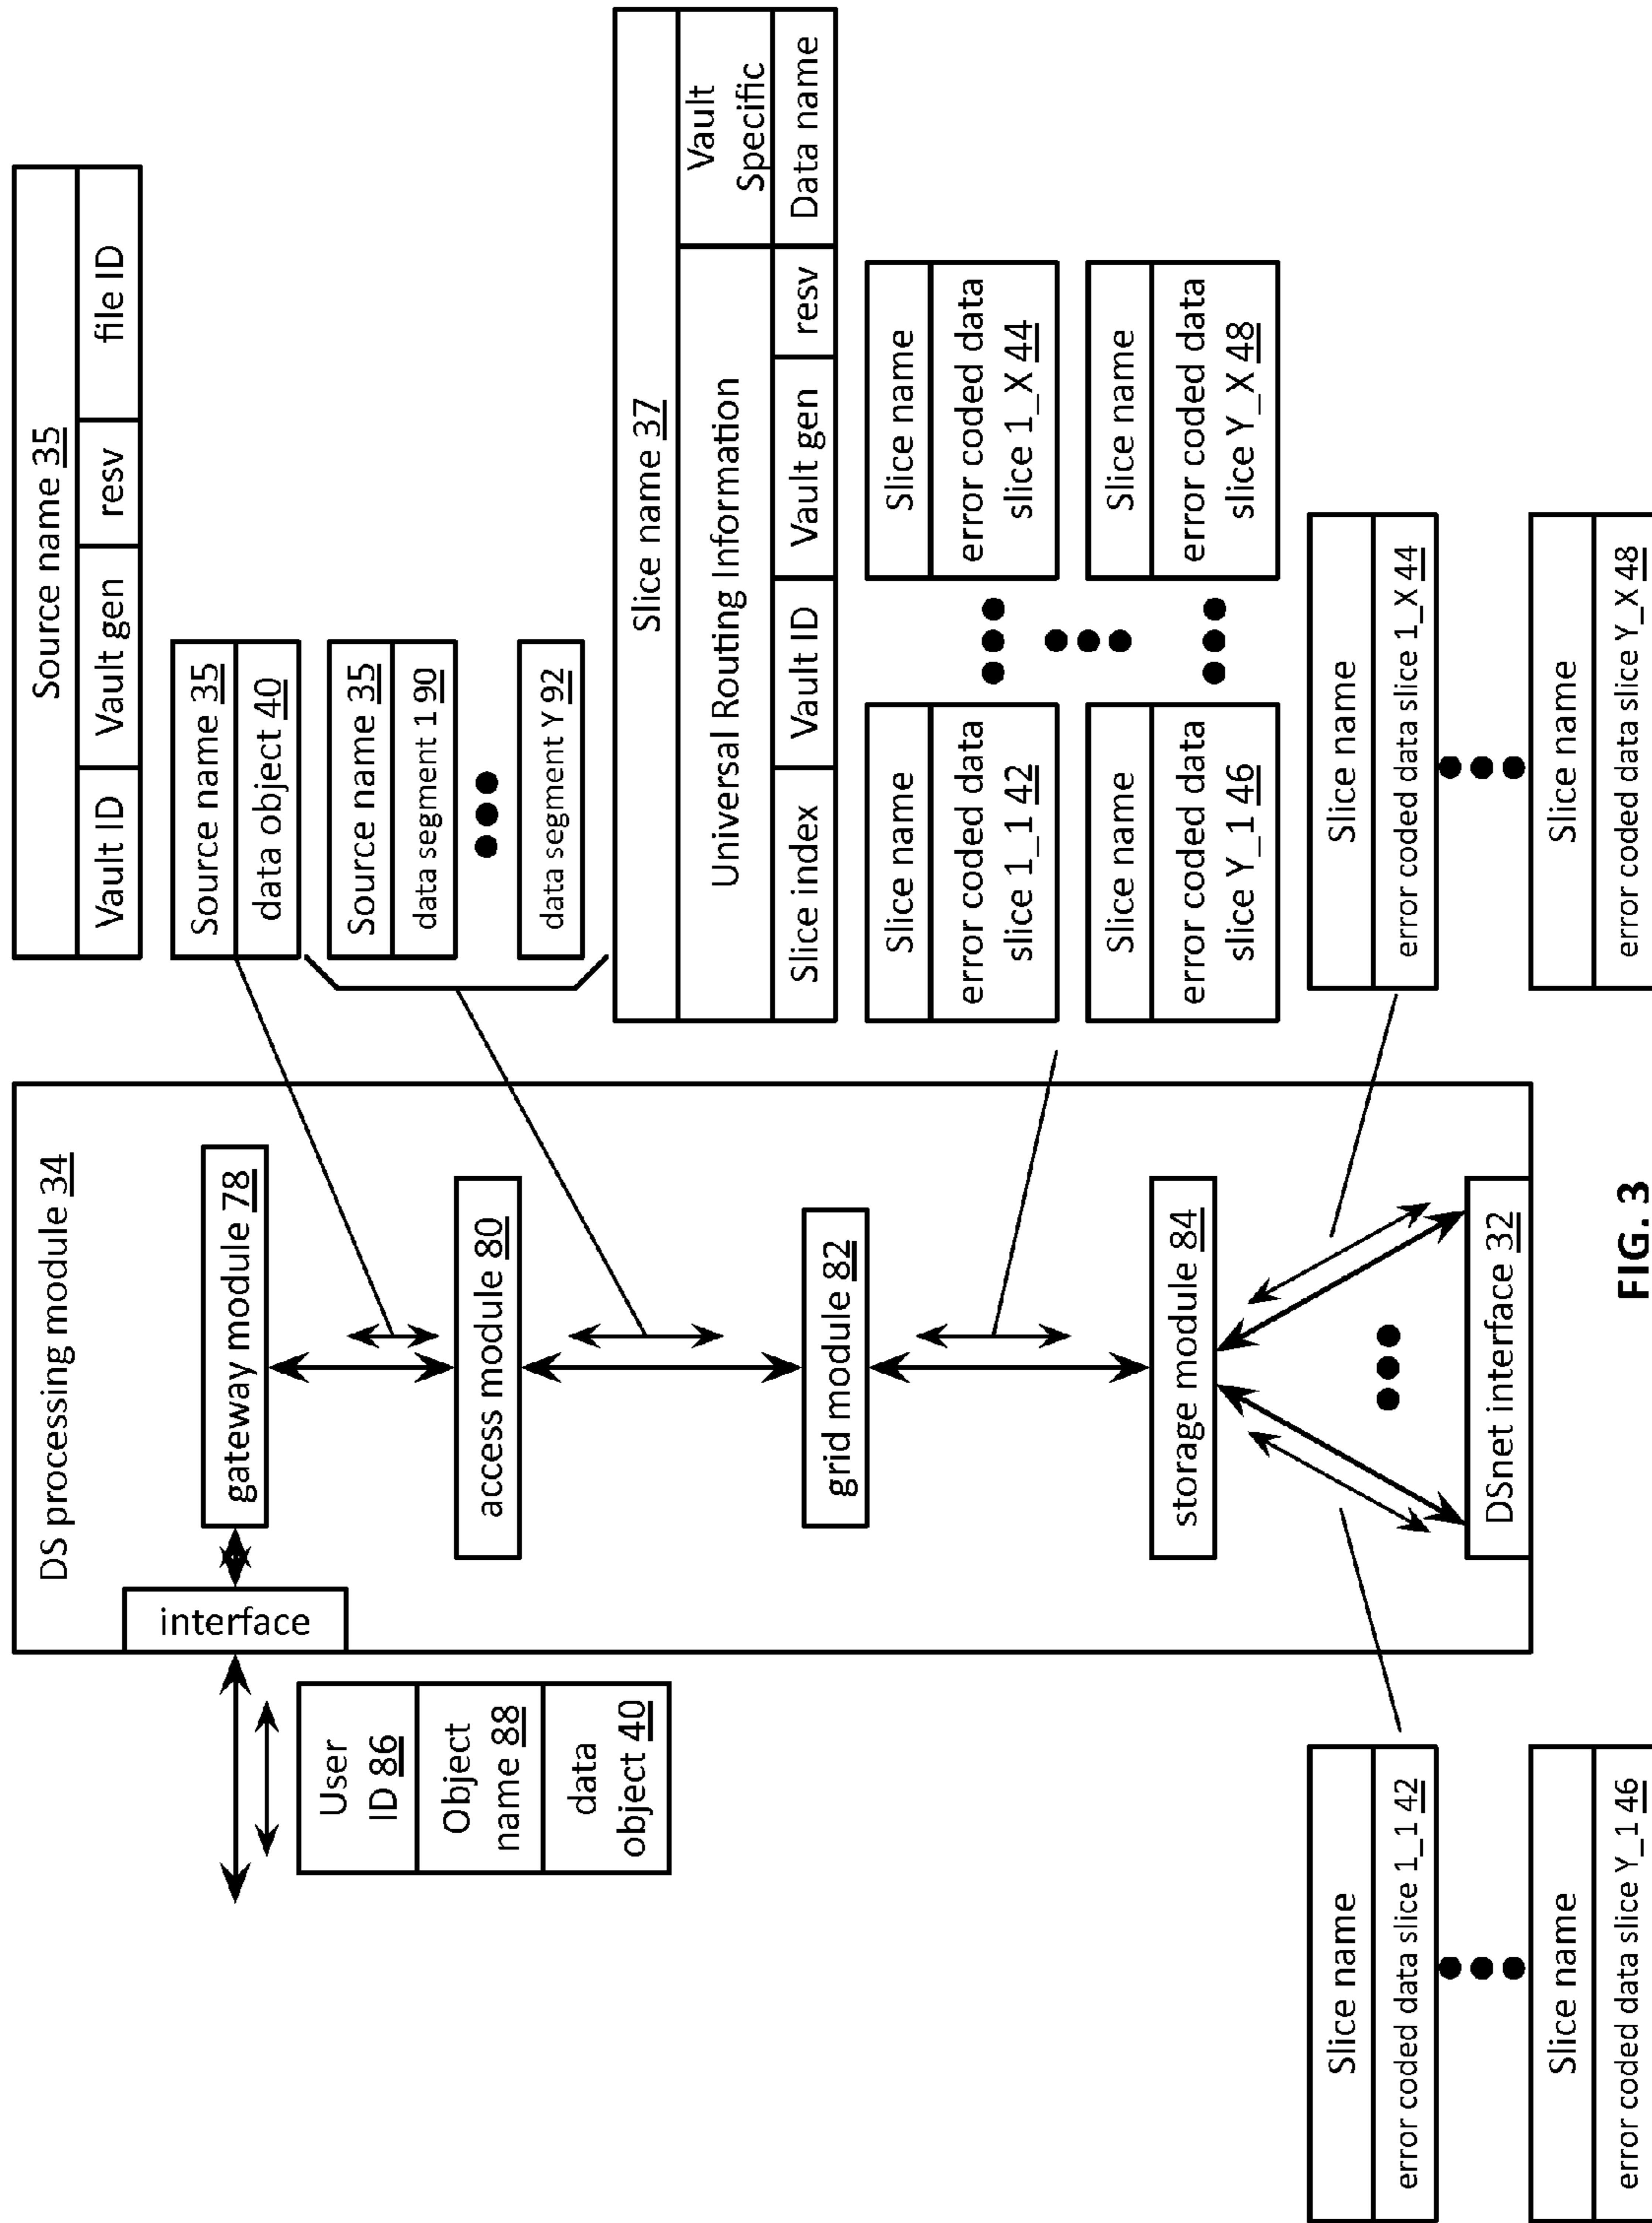 DS processing module 34
interface
gateway module 78
access module 80
grid module 82
storage module 84
DSnet interface 32
User
ID 86
Object
name 88
data
object 40
Source name 35
Vault ID
Vault gen
resv
file ID
Source name 35
data object 40
Source name 35
data segment 1 90
data segment Y 92
Slice name 37
Universal Routing Information
Vault
Specific
Slice index
Vault ID
Vault gen
resv
Data name
Slice name
error coded data
slice 1_1 42
Slice name
error coded data
slice 1_X 44
Slice name
error coded data
slice Y_1 46
Slice name
error coded data
slice Y_X 48
Slice name
error coded data slice 1_1 42
Slice name
error coded data slice Y_1 46
Slice name
error coded data slice 1_X 44
Slice name
error coded data slice Y_X 48
FIG. 3